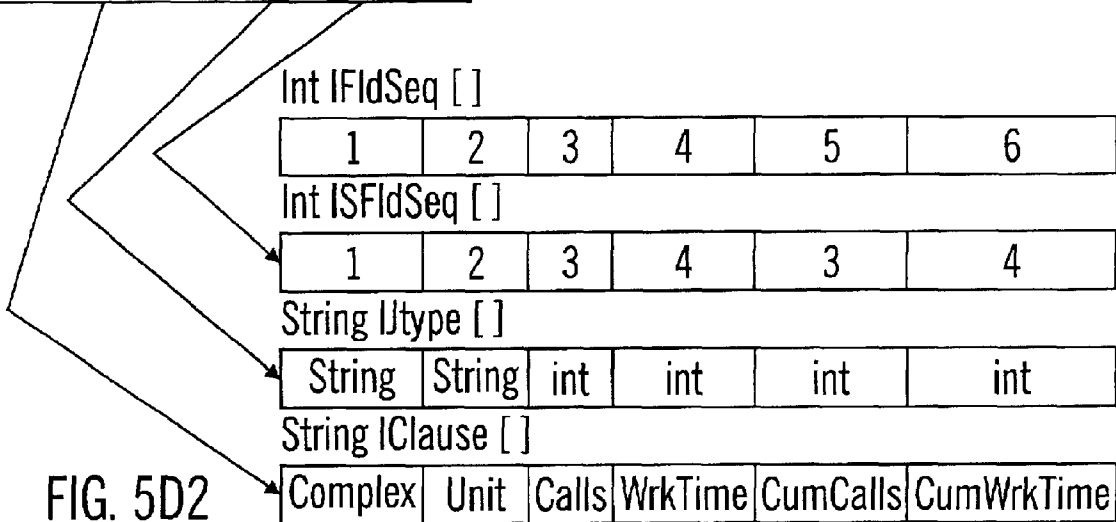 Int IFldSeq [ ]
1 2 3 4 5 6
Int ISFldSeq [ ]
1 2 3 4 3 4
String IJtype [ ]
String String int int int int
String IClause [ ]
Complex Unit Calls WrkTime CumCalls CumWrkTime
FIG. 5D2